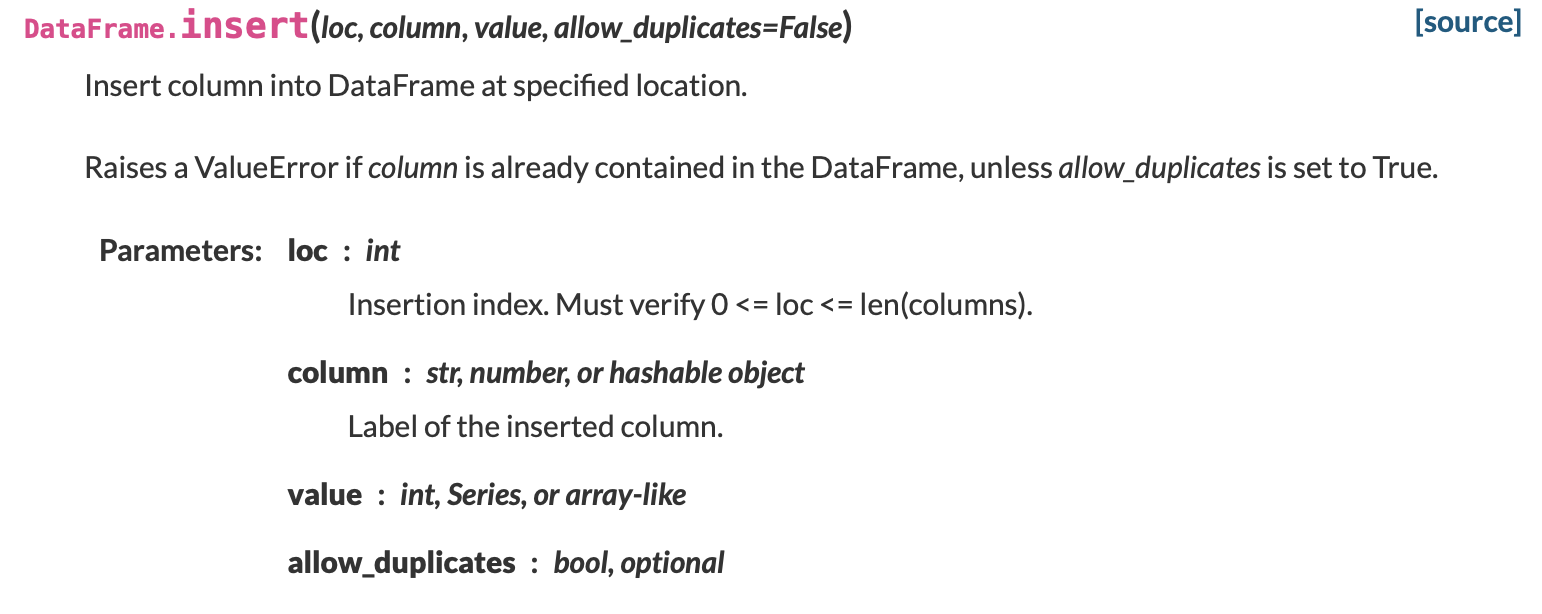 DataFrame.insert(loc, column, value, allow_duplicates=False) [source]
Insert column into DataFrame at specified location.
Raises a ValueError if column is already contained in the DataFrame, unless allow_duplicates is set to True.
Parameters: loc : int
Insertion index. Must verify 0 <= loc <= len(columns).
column : str, number, or hashable object
Label of the inserted column.
value : int, Series, or array-like
allow_duplicates : bool, optional